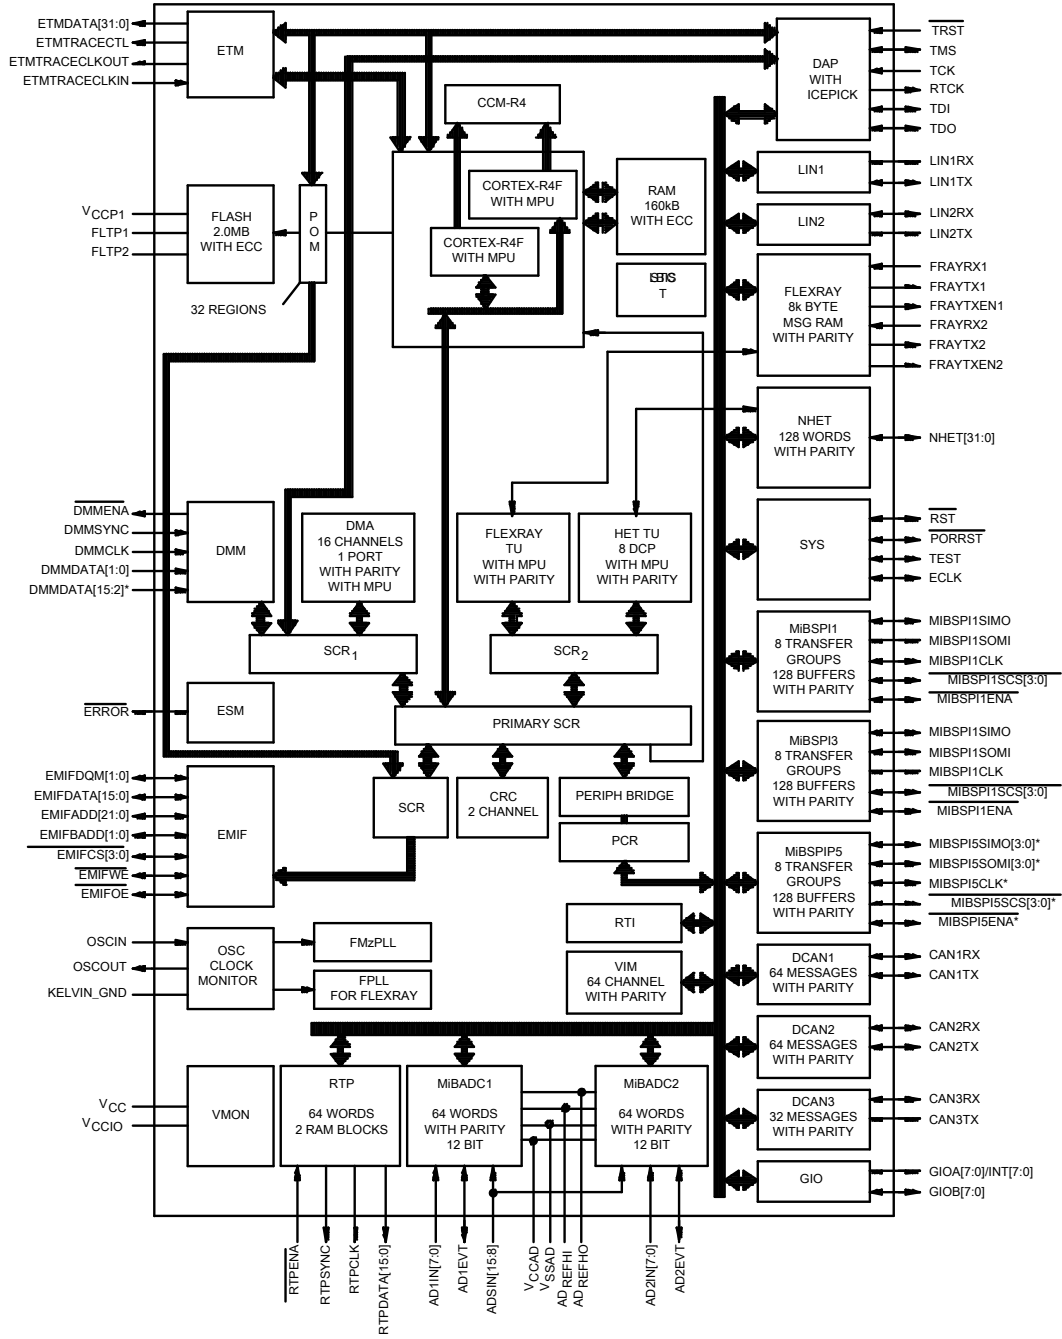 ETMDATA[31:0]
ETMTRACECTL
ETMTRACECLKOUT
ETMTRACECLKIN
ETM
CCM-R4
DAP
WITH
ICEPICK
TRST
TMS
TCK
RTCK
TDI
TDO
VCCP1
FLTP1
FLTP2
FLASH
2.0MB
WITH ECC
P
O
M
32 REGIONS
CORTEX-R4F
WITH MPU
CORTEX-R4F
WITH MPU
RAM
160kB
WITH ECC
LIN1
LIN1RX
LIN1TX
LIN2
LIN2RX
LIN2TX
FLEXRAY
8k BYTE
MSG RAM
WITH PARITY
FRAYRX1
FRAYTX1
FRAYTXEN1
FRAYRX2
FRAYTX2
FRAYTXEN2
NHET
128 WORDS
WITH PARITY
NHET[31:0]
DMMENA
DMMSYNC
DMMCLK
DMMDATA[1:0]
DMMDATA[15:2]*
DMM
DMA
16 CHANNELS
1 PORT
WITH PARITY
WITH MPU
FLEXRAY
TU
WITH MPU
WITH PARITY
HET TU
8 DCP
WITH MPU
WITH PARITY
SYS
RST
PORRST
TEST
ECLK
SCR1
SCR2
MiBSPI1
8 TRANSFER
GROUPS
128 BUFFERS
WITH PARITY
MIBSPI1SIMO
MIBSPI1SOMI
MIBSPI1CLK
MIBSPI1SCS[3:0]
MIBSPI1ENA
ERROR
ESM
PRIMARY SCR
MiBSPI3
8 TRANSFER
GROUPS
128 BUFFERS
WITH PARITY
MIBSPI1SIMO
MIBSPI1SOMI
MIBSPI1CLK
MIBSPI1SCS[3:0]
MIBSPI1ENA
EMIFDQM[1:0]
EMIFDATA[15:0]
EMIFADD[21:0]
EMIFBADD[1:0]
EMIFCS[3:0]
EMIFWE
EMIFOE
EMIF
SCR
CRC
2 CHANNEL
PERIPH BRIDGE
PCR
MiBSPIP5
8 TRANSFER
GROUPS
128 BUFFERS
WITH PARITY
MIBSPI5SIMO[3:0]*
MIBSPI5SOMI[3:0]*
MIBSPI5CLK*
MIBSPI5SCS[3:0]*
MIBSPI5ENA*
OSCIN
OSCOUT
KELVIN_GND
OSC
CLOCK
MONITOR
FMzPLL
FPLL
FOR FLEXRAY
RTI
VIM
64 CHANNEL
WITH PARITY
DCAN1
64 MESSAGES
WITH PARITY
CAN1RX
CAN1TX
DCAN2
64 MESSAGES
WITH PARITY
CAN2RX
CAN2TX
VCC
VCCIO
VMON
RTP
64 WORDS
2 RAM BLOCKS
MiBADC1
64 WORDS
WITH PARITY
12 BIT
MiBADC2
64 WORDS
WITH PARITY
12 BIT
DCAN3
32 MESSAGES
WITH PARITY
CAN3RX
CAN3TX
GIO
GIOA[7:0]/INT[7:0]
GIOB[7:0]
RTPENA
RTPSYNC
RTPCLK
RTPDATA[15:0]
AD1IN[7:0]
AD1EVT
ADSIN[15:8]
VCCAD
VSSAD
ADREFHI
ADREFHO
AD2IN[7:0]
AD2EVT